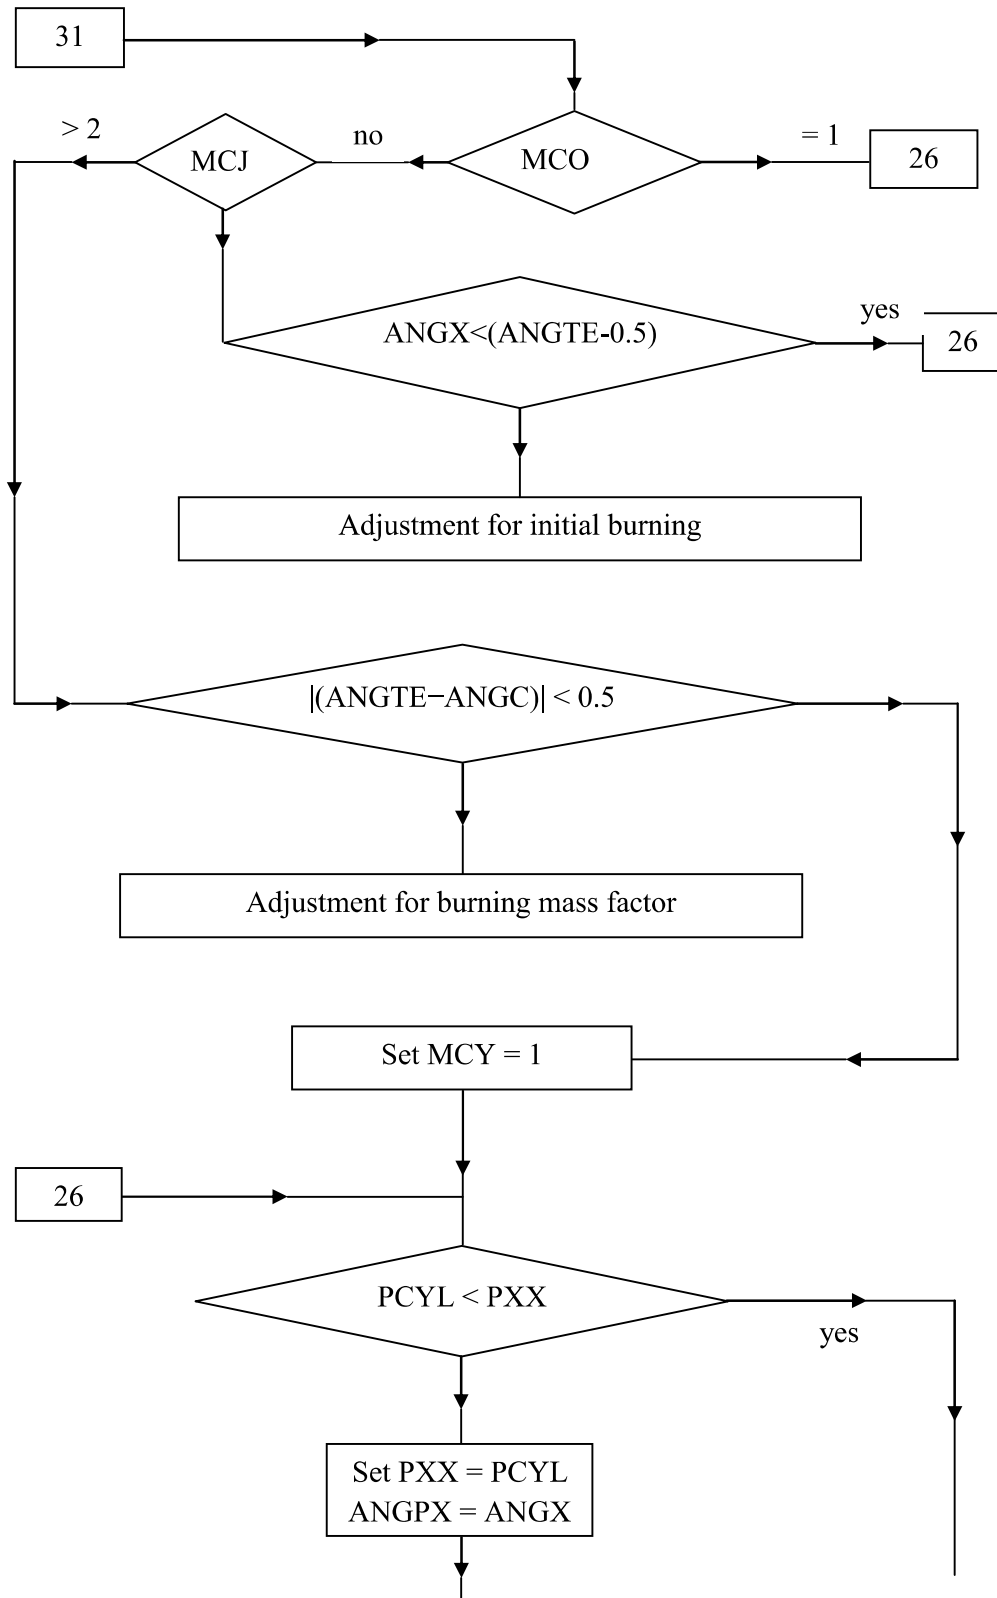 31
> 2
MCJ
no
MCO
= 1
26
ANGX<(ANGTE-0.5)
yes
26
Adjustment for initial burning
|(ANGTE−ANGC)| < 0.5
Adjustment for burning mass factor
Set MCY = 1
26
PCYL < PXX
yes
Set PXX = PCYL
ANGPX = ANGX